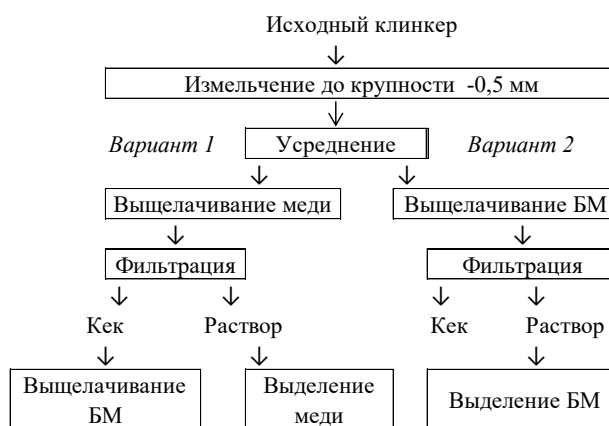 Исходный клинкер
Измельчение до крупности -0,5 мм
Вариант 1 Усреднение Вариант 2
Выщелачивание меди Выщелачивание БМ
Фильтрация Фильтрация
Кек Раствор Кек Раствор
Выщелачивание БМ Выделение меди Выделение БМ